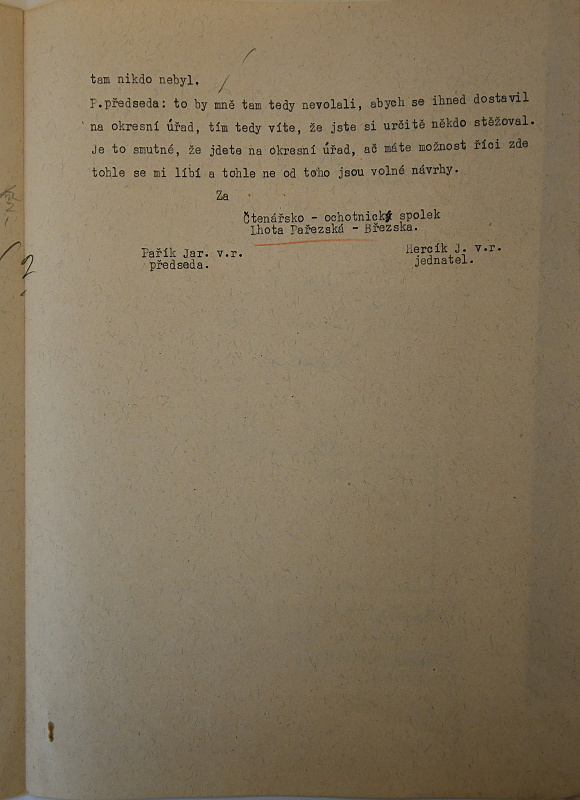 tam nikdo nebyl.
P.předseda: to by mně tam tedy nevolali, abych se ihned dostavil
na okresní úřad, tím tedy víte, že jste si určitě někdo stěžoval.
Je to smutné, že jdete na okresní úřad, ač máte možnost říci zde
tohle se mi líbí a tohle ne od toho jsou volné návrhy.
Za
Čtenářsko - ochotnický spolek
Lhota Pařezská - Březska.
Pařík Jar. v.r.
předseda.
Hercík J. v.r.
jednatel.